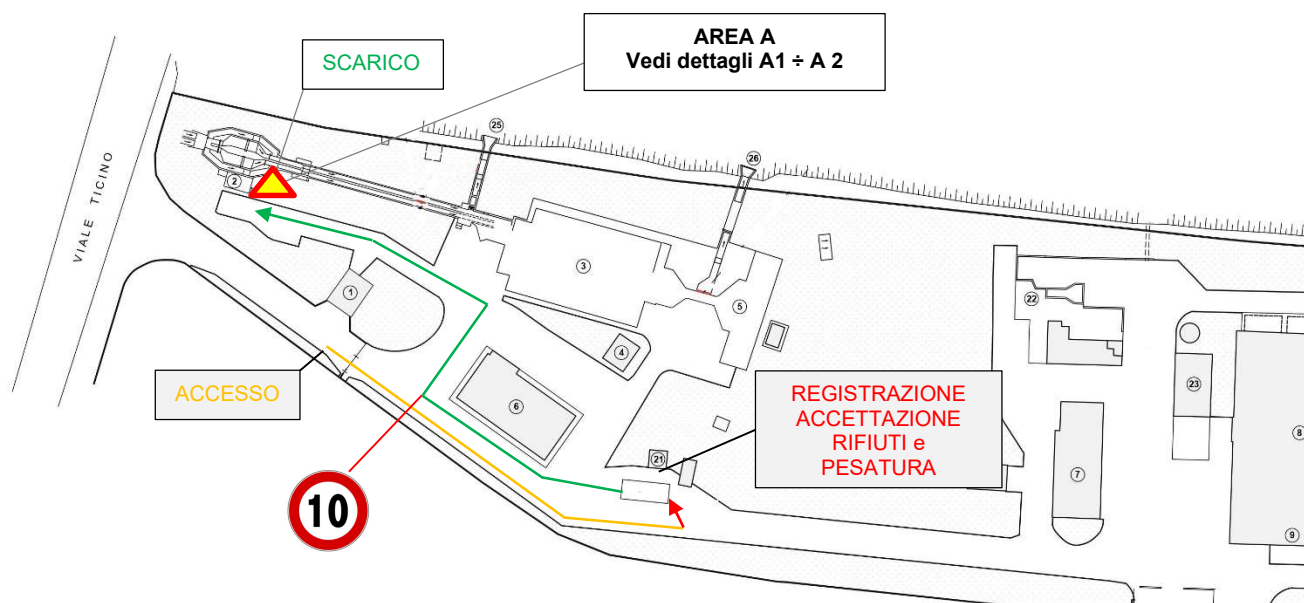 AREA A
Vedi dettagli A1 ÷ A 2
SCARICO
25
26
VIALE TICINO
2
3
1
5
22
4
ACCESSO
6
REGISTRAZIONE
ACCETTAZIONE
RIFIUTI e
PESATURA
23
8
21
7
10
9